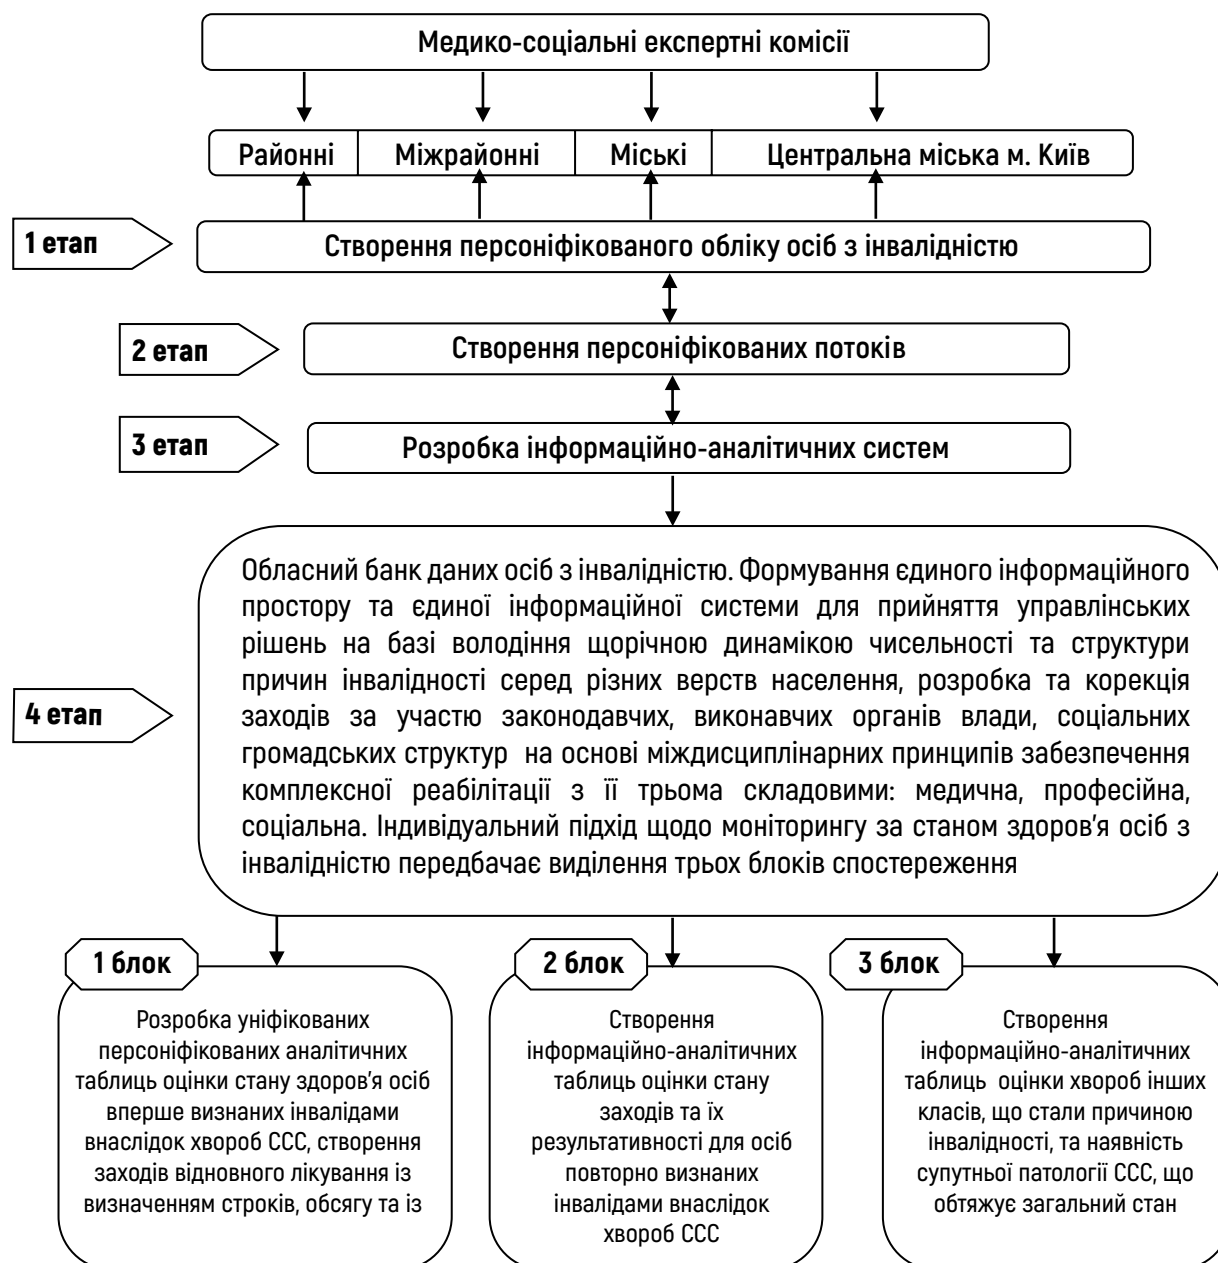 Медико-соціальні експертні комісії
Районні
Міжрайонні
Міські
Центральна міська м. Київ
1 етап
Створення персоніфікованого обліку осіб з інвалідністю
2 етап
Створення персоніфікованих потоків
3 етап
Розробка інформаційно-аналітичних систем
4 етап
Обласний банк даних осіб з інвалідністю. Формування єдиного інформаційного
простору та єдиної інформаційної системи для прийняття управлінських
рішень на базі володіння щорічною динамікою чисельності та структури
причин інвалідності серед різних верств населення, розробка та корекція
заходів за участю законодавчих, виконавчих органів влади, соціальних
громадських структур на основі міждисциплінарних принципів забезпечення
комплексної реабілітації з її трьома складовими: медична, професійна,
соціальна. Індивідуальний підхід щодо моніторингу за станом здоров'я осіб з
інвалідністю передбачає виділення трьох блоків спостереження
1 блок
Розробка уніфікованих
персоніфікованих аналітичних
таблиць оцінки стану здоров'я осіб
вперше визнаних інвалідами
внаслідок хвороб ССС, створення
заходів відновного лікування із
визначенням строків, обсягу та із
2 блок
Створення
інформаційно-аналітичних
таблиць оцінки стану
заходів та їх
результативності для осіб
повторно визнаних
інвалідами внаслідок
хвороб ССС
3 блок
Створення
інформаційно-аналітичних
таблиць оцінки хвороб інших
класів, що стали причиною
інвалідності, та наявність
супутньої патології ССС, що
обтяжує загальний стан